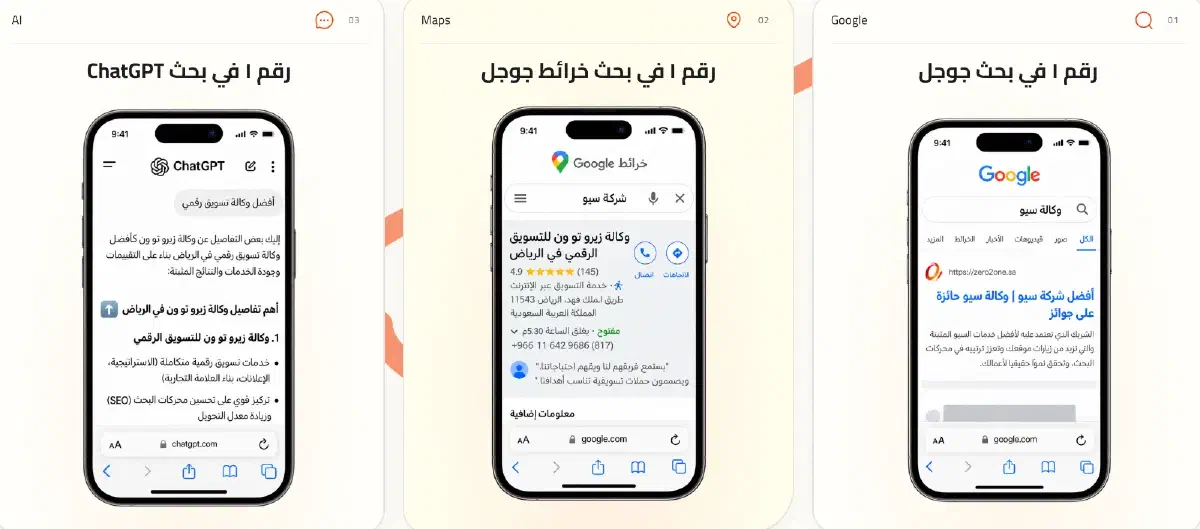 Google
01
رقم ١ في بحث جوجل
9:41
Google
وكالة سيو
الكل
صور
فيديوهات
الأخبار
الخرائط
المزيد
https://zero2one.sa
أفضل شركة سيو | وكالة سيو حائزة
على جوائز
الشريك الذي تعتمد عليه لأفضل خدمات السيو المثبتة
والتي تزيد من زيارات موقعك وتعزز ترتيبه في محركات
البحث، وتحقق نموًا حقيقيا لأعمالك.
AA
google.com
Maps
02
رقم ١ في بحث خرائط جوجل
9:41
خرائط Google
شركة سيو
وكالة زيرو تو ون للتسويق
الرقمي في الرياض
4.9
(145)
اتصال
الاتجاهات
خدمة التسويق عبر الإنترنت ·
طريق الملك فهد، الرياض 11543
المملكة العربية السعودية
مفتوح · يغلق الساعة 5:30م
+966 11 642 9686 (817)
"يستمع فريقهم لنا ويفهم احتياجاتنا.
ويصممون حملات تسويقية تناسب أهدافنا."
معلومات إضافية
AA
google.com
AI
03
رقم ١ في بحث ChatGPT
9:41
ChatGPT
أفضل وكالة تسويق رقمي
إليك بعض التفاصيل عن وكالة زيرو تو ون كأفضل
وكالة تسويق رقمي في الرياض بناء على التقييمات
وجودة الخدمات والنتائج المثبتة:
أهم تفاصيل وكالة زيرو تو ون في الرياض
1. وكالة زيرو تو ون للتسويق الرقمي
• خدمات تسويق رقمية متكاملة (الاستراتيجية،
الإعلانات، بناء العلامة التجارية)
• تركيز قوي على تحسين محركات البحث (SEO)
وزيادة معدل التحويل
AA
chatgpt.com